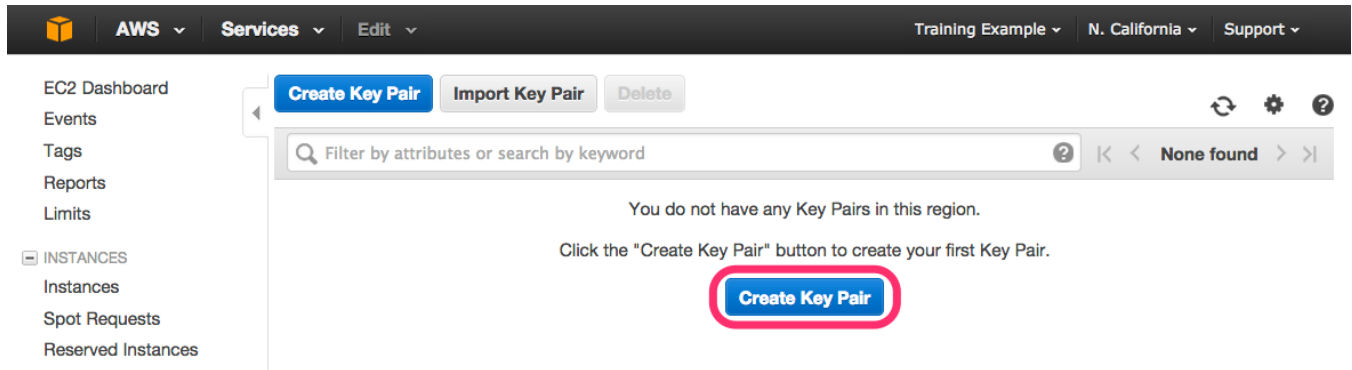 AWS Services Edit Training Example N. California Support
EC2 Dashboard
Events
Tags
Reports
Limits
INSTANCES
Instances
Spot Requests
Reserved Instances
Create Key Pair Import Key Pair Delete
Filter by attributes or search by keyword None found
You do not have any Key Pairs in this region.
Click the "Create Key Pair" button to create your first Key Pair.
Create Key Pair